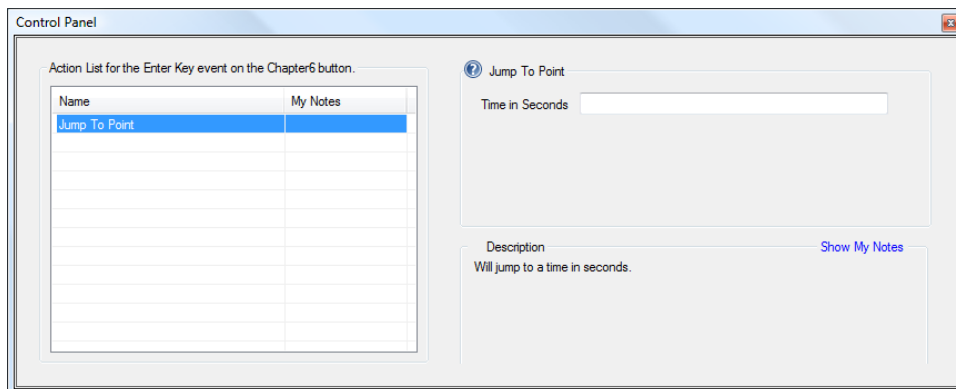 Control Panel
Action List for the Enter Key event on the Chapter6 button.
Name My Notes
Jump To Point
Jump To Point
Time in Seconds
Description Show My Notes
Will jump to a time in seconds.